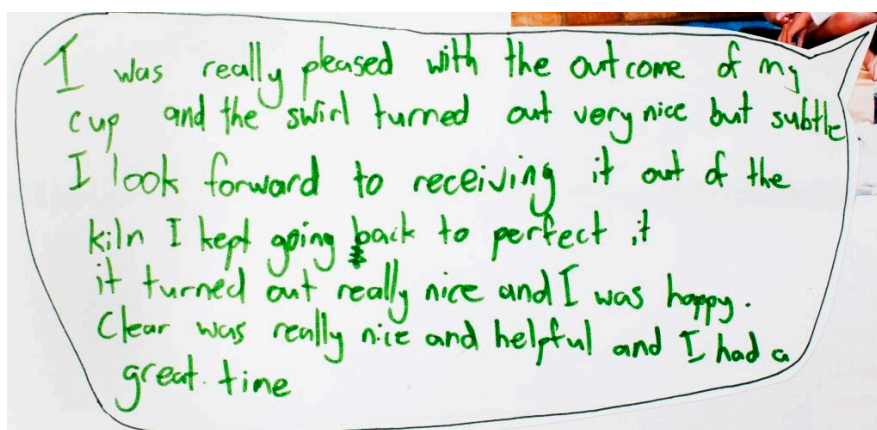 I was really pleased with the outcome of my
cup and the swirl turned out very nice but subtle
I look forward to receiving it out of the
kiln I kept going back to perfect it
it turned out really nice and I was happy.
Clear was really nice and helpful and I had a
great time